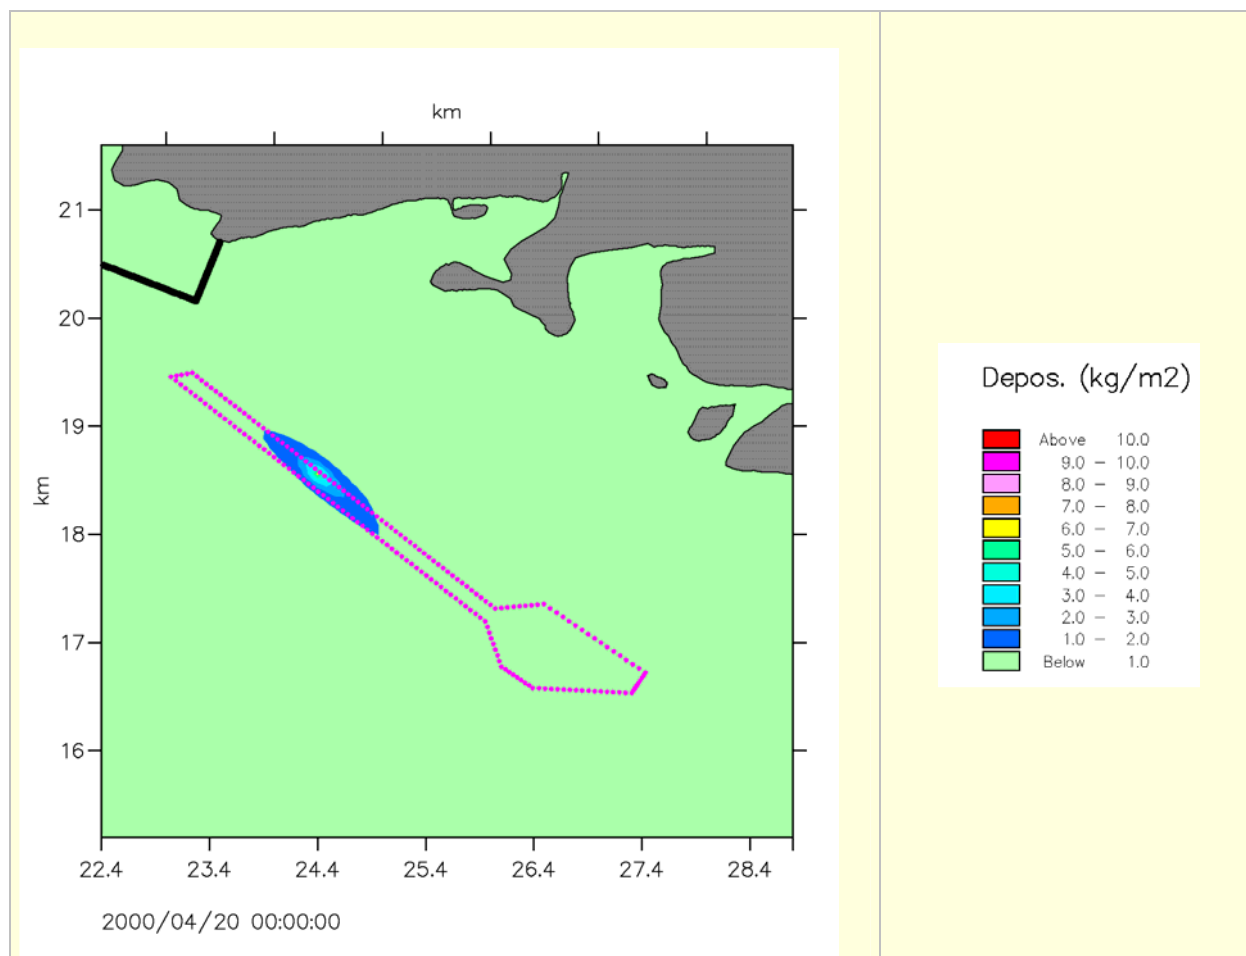 km
21
20
19
km
18
17
16
22.4 23.4 24.4 25.4 26.4 27.4 28.4
2000/04/20 00:00:00
Depos. (kg/m2)
Above 10.0
9.0 – 10.0
8.0 – 9.0
7.0 – 8.0
6.0 – 7.0
5.0 – 6.0
4.0 – 5.0
3.0 – 4.0
2.0 – 3.0
1.0 – 2.0
Below 1.0